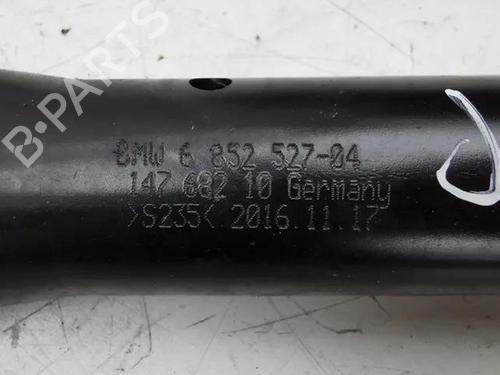 B-PARTS
BMW 6 852 527-04
147 682 10 Germany
>S235< 2016.11.17